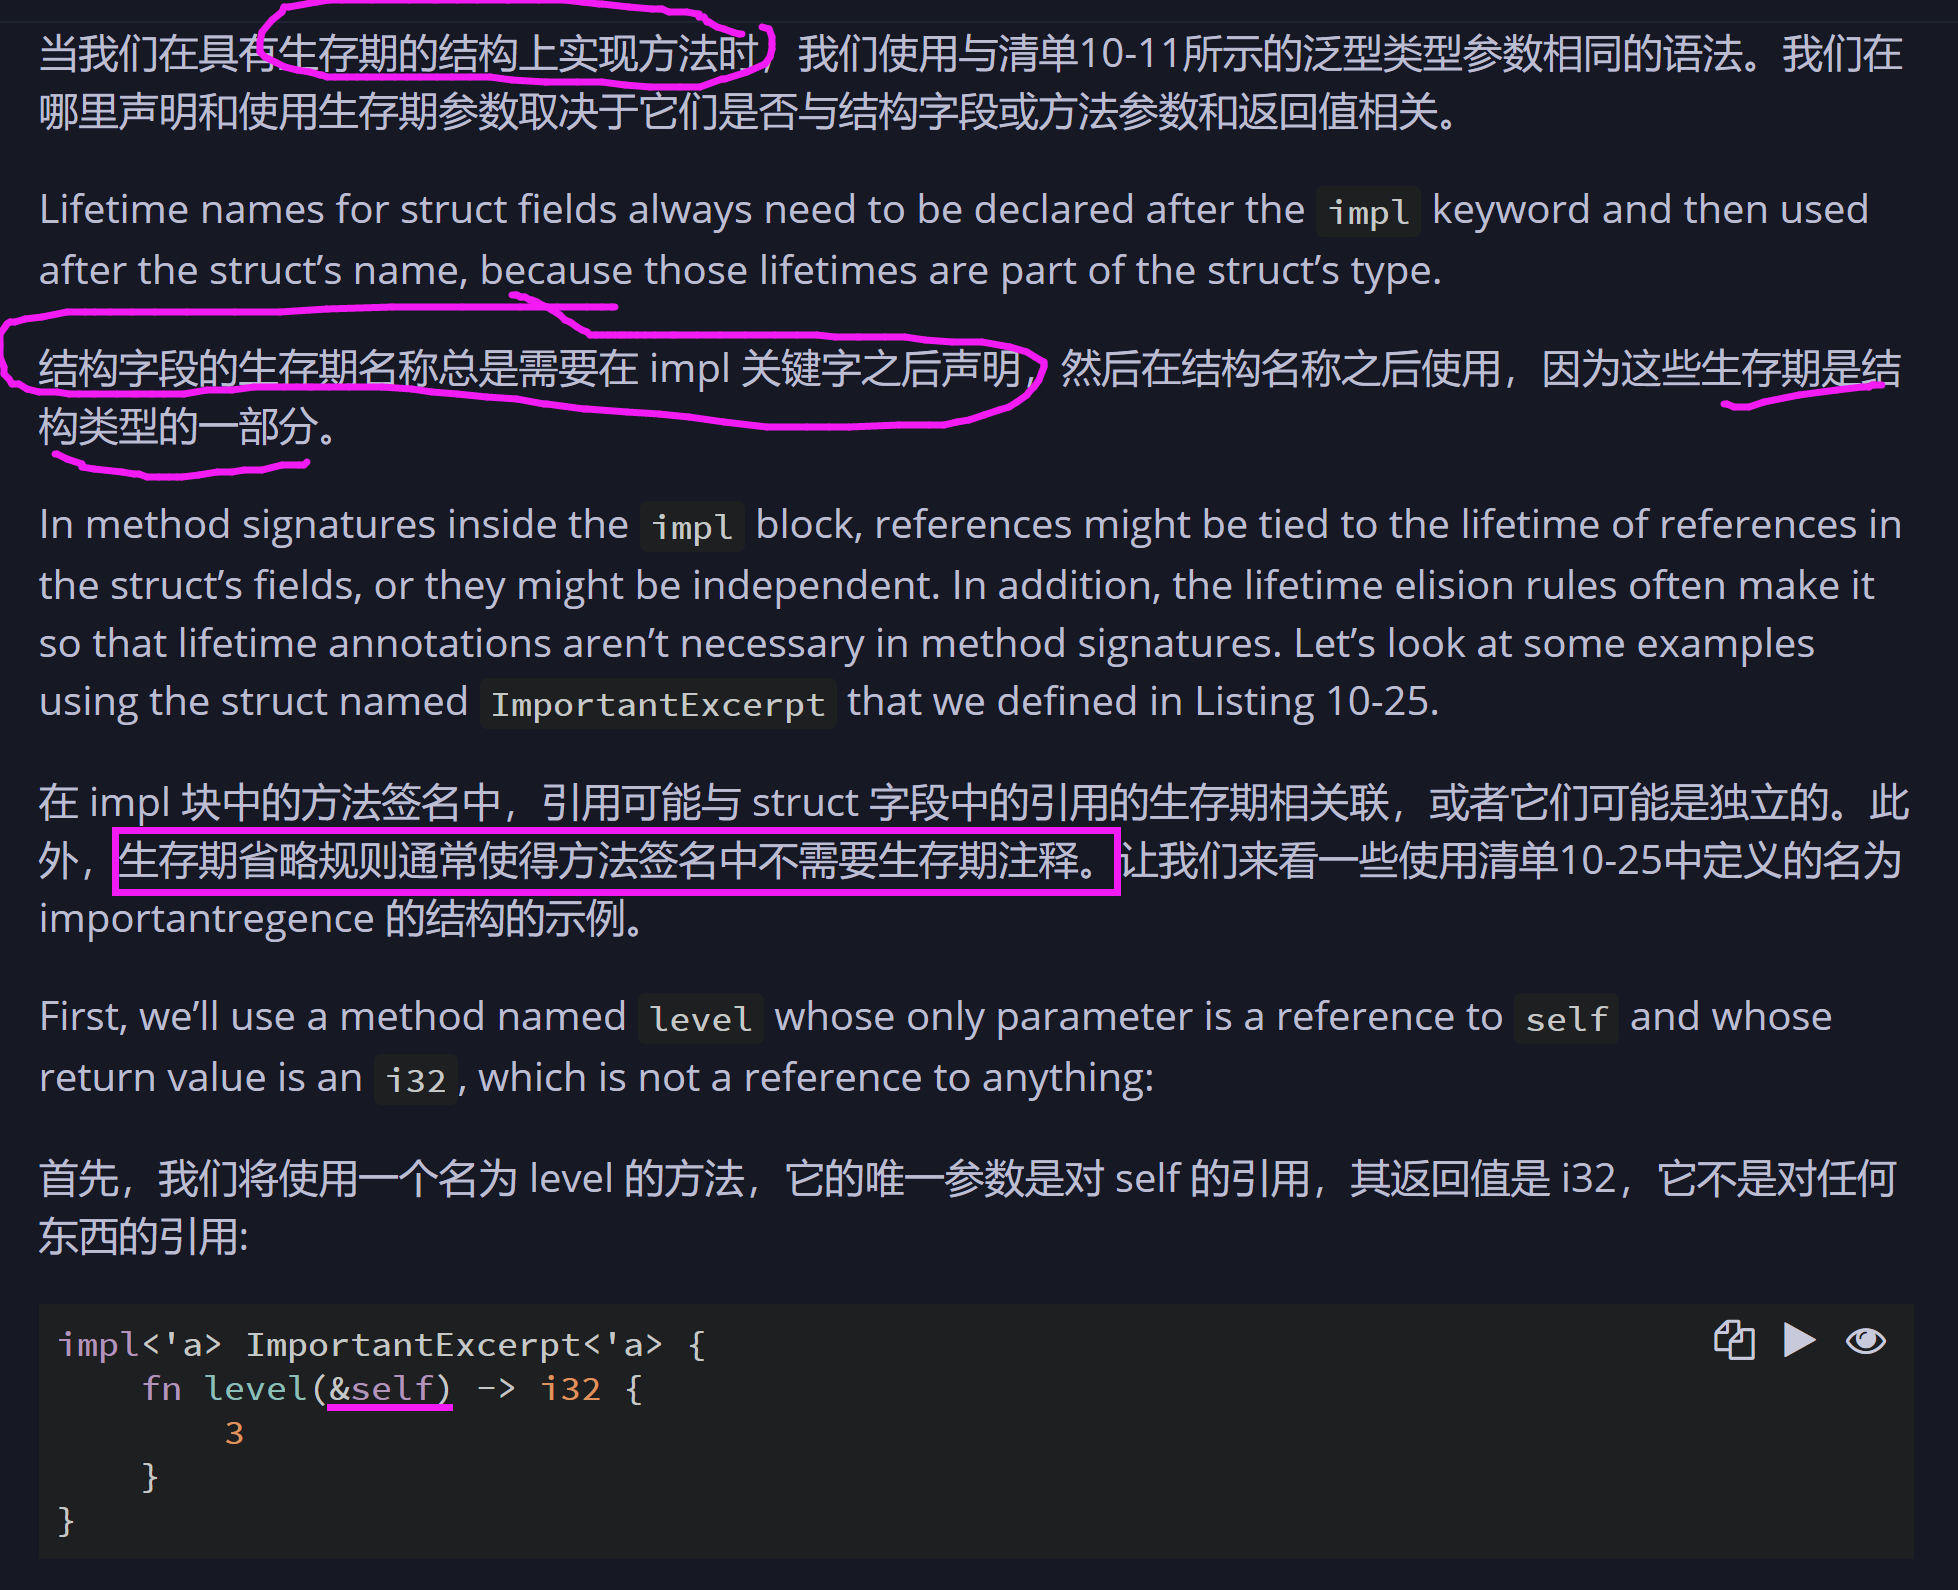 当我们在具有生存期的结构上实现方法时，我们使用与清单10-11所示的泛型类型参数相同的语法。我们在
哪里声明和使用生存期参数取决于它们是否与结构字段或方法参数和返回值相关。
Lifetime names for struct fields always need to be declared after the impl keyword and then used
after the struct’s name, because those lifetimes are part of the struct’s type.
结构字段的生存期名称总是需要在 impl 关键字之后声明，然后在结构名称之后使用，因为这些生存期是结
构类型的一部分。
In method signatures inside the impl block, references might be tied to the lifetime of references in
the struct’s fields, or they might be independent. In addition, the lifetime elision rules often make it
so that lifetime annotations aren’t necessary in method signatures. Let’s look at some examples
using the struct named ImportantExcerpt that we defined in Listing 10-25.
在 impl 块中的方法签名中，引用可能与 struct 字段中的引用的生存期相关联，或者它们可能是独立的。此
外，生存期省略规则通常使得方法签名中不需要生存期注释。让我们来看一些使用清单10-25中定义的名为
importantregence 的结构的示例。
First, we’ll use a method named level whose only parameter is a reference to self and whose
return value is an i32, which is not a reference to anything:
首先，我们将使用一个名为 level 的方法，它的唯一参数是对 self 的引用，其返回值是 i32，它不是对任何
东西的引用:
impl<'a> ImportantExcerpt<'a> {
    fn level(&self) -> i32 {
        3
    }
}